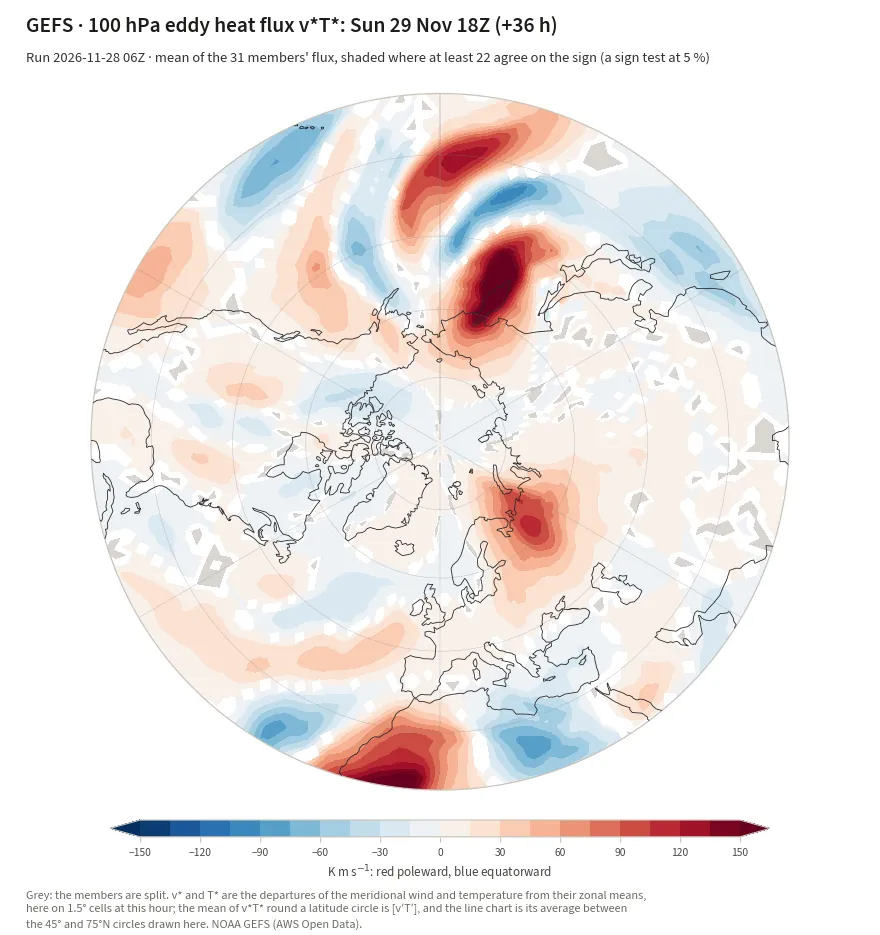 GEFS · 100 hPa eddy heat flux v*T*: Sun 29 Nov 18Z (+36 h)
Run 2026-11-28 06Z · mean of the 31 members' flux, shaded where at least 22 agree on the sign (a sign test at 5 %)
−150 −120 −90 −60 −30 0 30 60 90 120 150
K m s⁻¹: red poleward, blue equatorward
Grey: the members are split. v* and T* are the departures of the meridional wind and temperature from their zonal means,
here on 1.5° cells at this hour; the mean of v*T* round a latitude circle is [v'T'], and the line chart is its average between
the 45° and 75°N circles drawn here. NOAA GEFS (AWS Open Data).